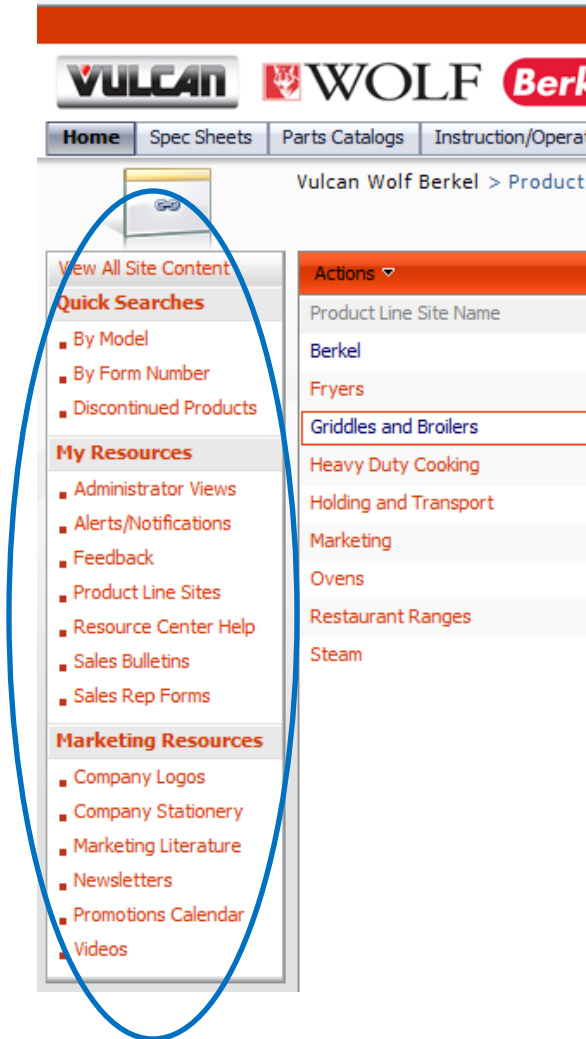 VULCAN WOLF Berk
Home Spec Sheets Parts Catalogs Instruction/Opera
Vulcan Wolf Berkel > Product
View All Site Content
Quick Searches
By Model
By Form Number
Discontinued Products
My Resources
Administrator Views
Alerts/Notifications
Feedback
Product Line Sites
Resource Center Help
Sales Bulletins
Sales Rep Forms
Marketing Resources
Company Logos
Company Stationery
Marketing Literature
Newsletters
Promotions Calendar
Videos
Actions
Product Line Site Name
Berkel
Fryers
Griddles and Broilers
Heavy Duty Cooking
Holding and Transport
Marketing
Ovens
Restaurant Ranges
Steam